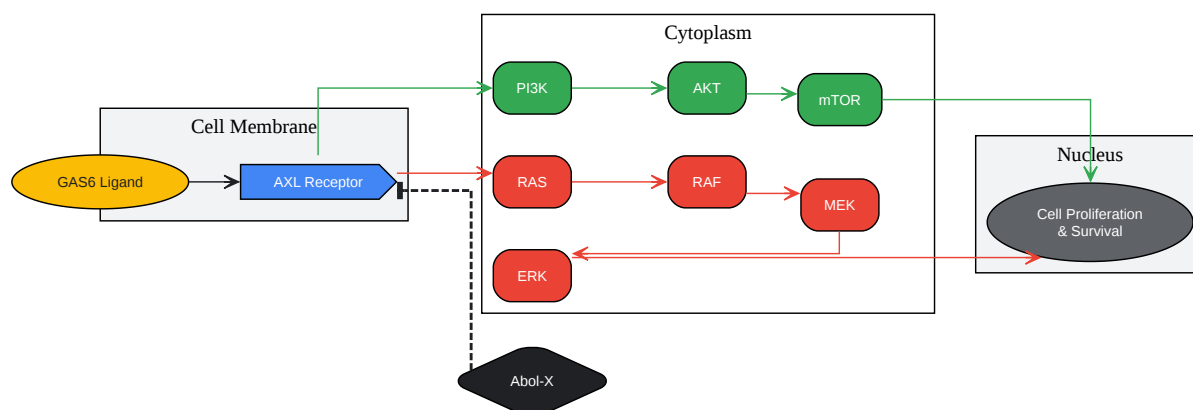 Cytoplasm
PI3K
AKT
mTOR
Cell Membrane
GAS6 Ligand
AXL Receptor
RAS
RAF
MEK
ERK
Nucleus
Cell Proliferation
& Survival
Abol-X